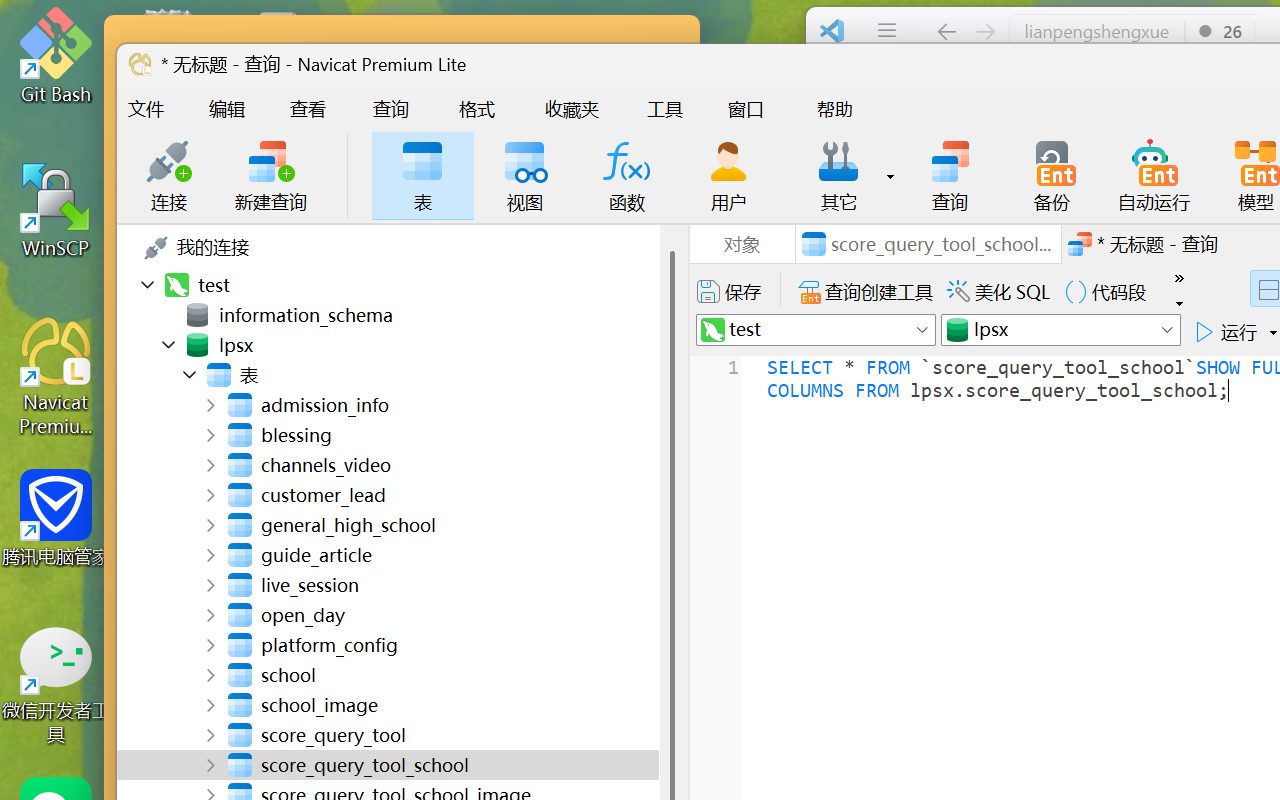 Git Bash
WinSCP
Navicat
Premiu...
腾讯电脑管家
微信开发者工
具
lianpengshengxue
26
* 无标题 - 查询 - Navicat Premium Lite
文件 编辑 查看 查询 格式 收藏夹 工具 窗口 帮助
连接 新建查询 表 视图 函数 用户 其它 查询 备份 自动运行 模型
Ent Ent Ent
我的连接
test
information_schema
lpsx
表
admission_info
blessing
channels_video
customer_lead
general_high_school
guide_article
live_session
open_day
platform_config
school
school_image
score_query_tool
score_query_tool_school
score_query_tool_school_image
对象 score_query_tool_school... * 无标题 - 查询
保存 Ent 查询创建工具 美化 SQL () 代码段 »
test lpsx 运行
1 SELECT * FROM `score_query_tool_school`SHOW FUL
COLUMNS FROM lpsx.score_query_tool_school;